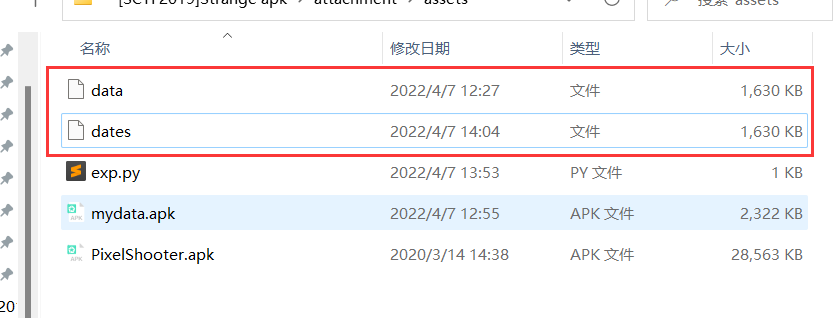 [SCTF2019]Strange apk > attachment > assets
搜索 assets
名称 修改日期 类型 大小
data 2022/4/7 12:27 文件 1,630 KB
dates 2022/4/7 14:04 文件 1,630 KB
exp.py 2022/4/7 13:53 PY 文件 1 KB
mydata.apk 2022/4/7 12:55 APK 文件 2,322 KB
PixelShooter.apk 2020/3/14 14:38 APK 文件 28,563 KB